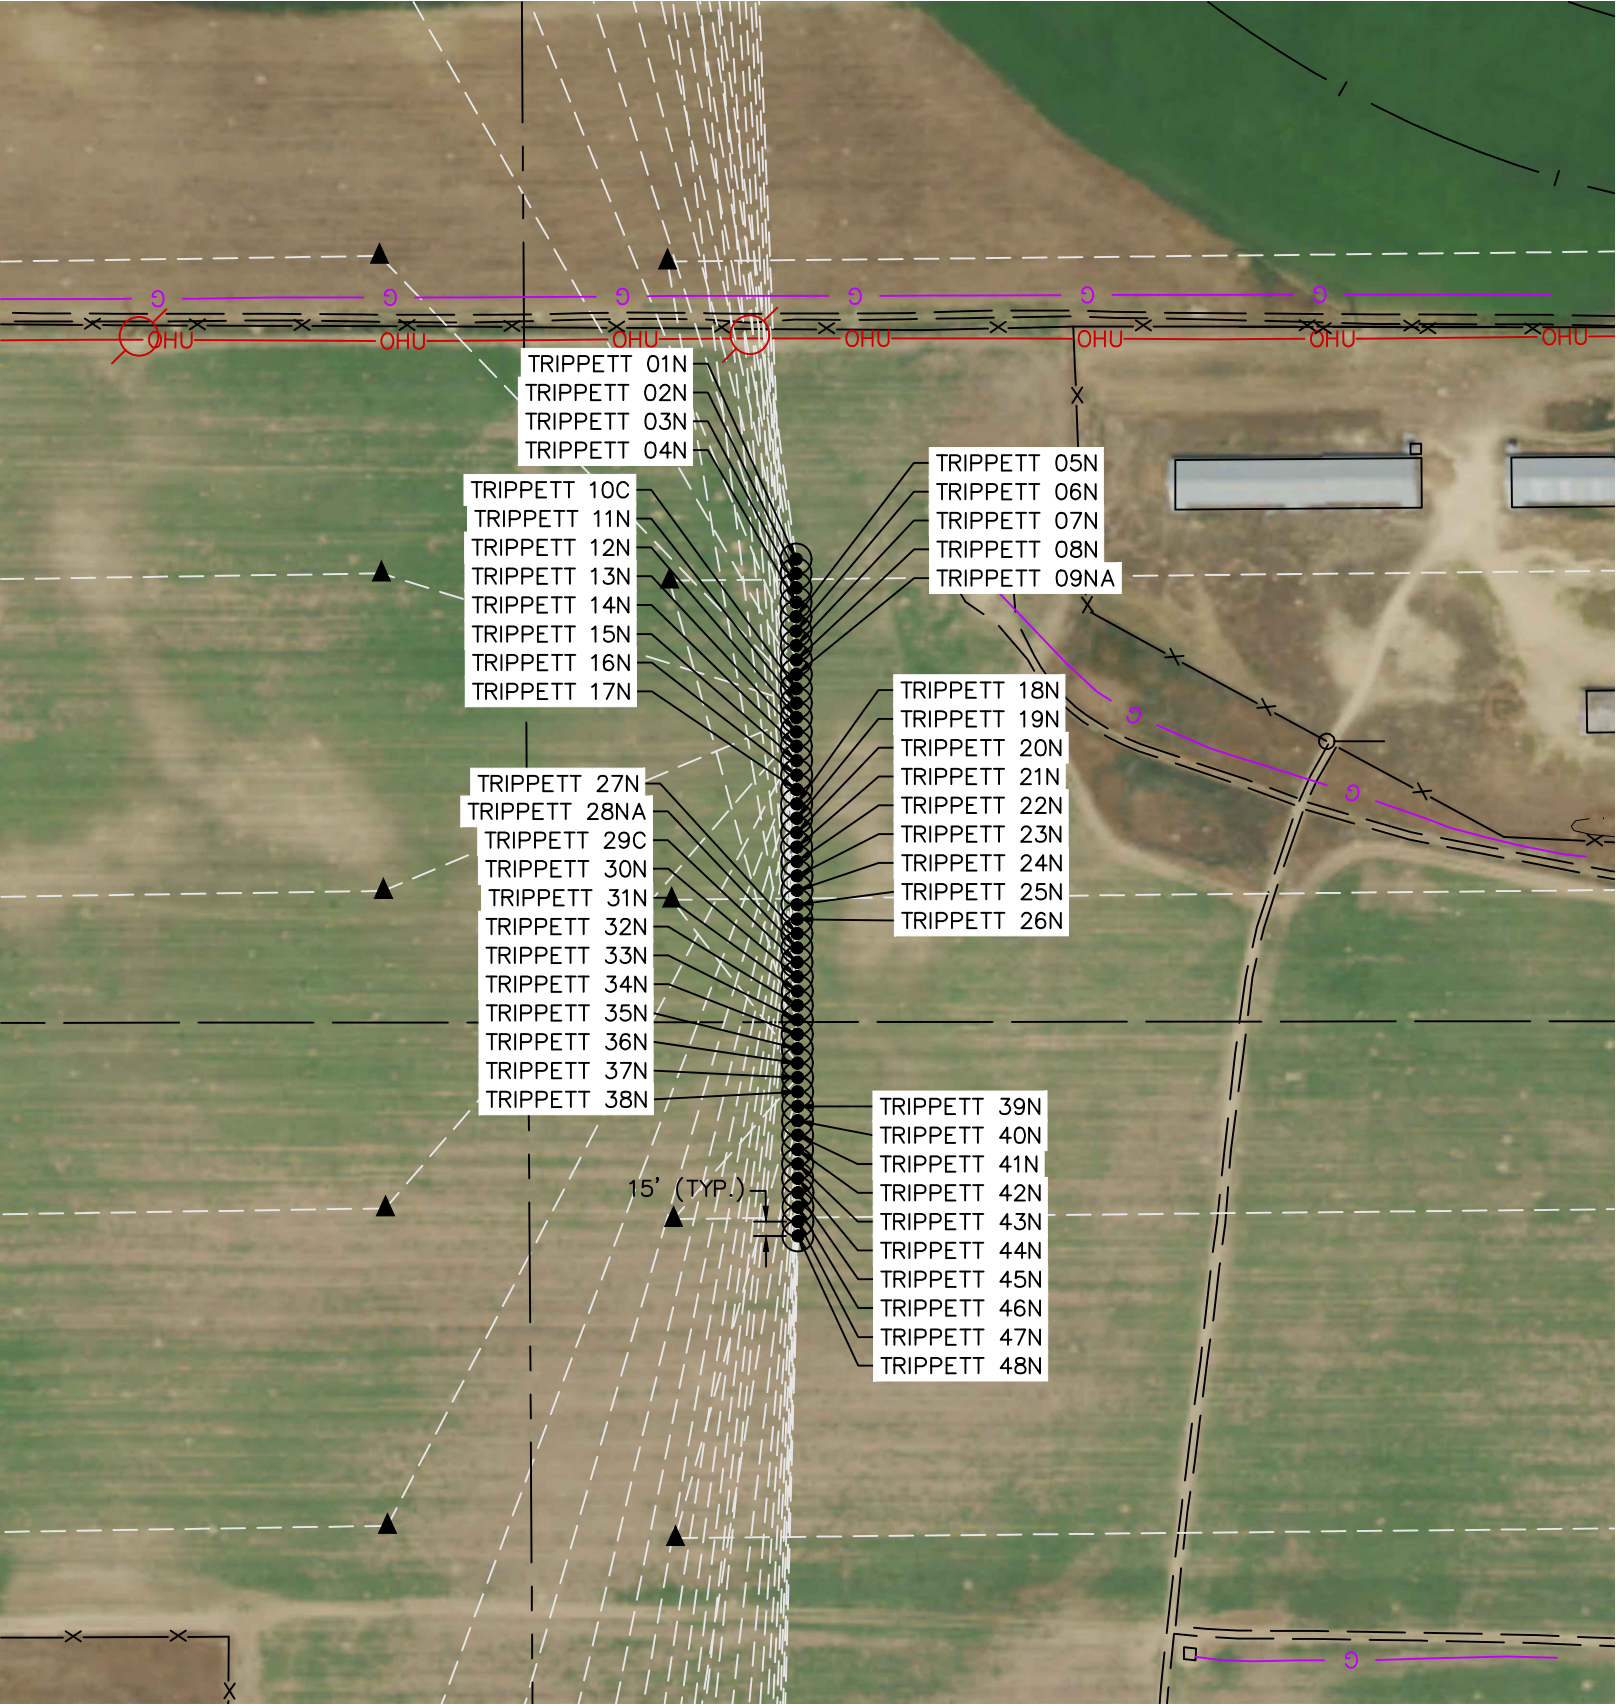 G G G G G G
OHU OHU OHU OHU OHU OHU OHU
TRIPPETT 01N
TRIPPETT 02N
TRIPPETT 03N
TRIPPETT 04N
TRIPPETT 05N
TRIPPETT 06N
TRIPPETT 07N
TRIPPETT 08N
TRIPPETT 09NA
TRIPPETT 10C
TRIPPETT 11N
TRIPPETT 12N
TRIPPETT 13N
TRIPPETT 14N
TRIPPETT 15N
TRIPPETT 16N
TRIPPETT 17N
TRIPPETT 18N
TRIPPETT 19N
TRIPPETT 20N
TRIPPETT 21N
TRIPPETT 22N
TRIPPETT 23N
TRIPPETT 24N
TRIPPETT 25N
TRIPPETT 26N
G
G
TRIPPETT 27N
TRIPPETT 28NA
TRIPPETT 29C
TRIPPETT 30N
TRIPPETT 31N
TRIPPETT 32N
TRIPPETT 33N
TRIPPETT 34N
TRIPPETT 35N
TRIPPETT 36N
TRIPPETT 37N
TRIPPETT 38N
TRIPPETT 39N
TRIPPETT 40N
TRIPPETT 41N
TRIPPETT 42N
TRIPPETT 43N
TRIPPETT 44N
TRIPPETT 45N
TRIPPETT 46N
TRIPPETT 47N
TRIPPETT 48N
15' (TYP.)
G